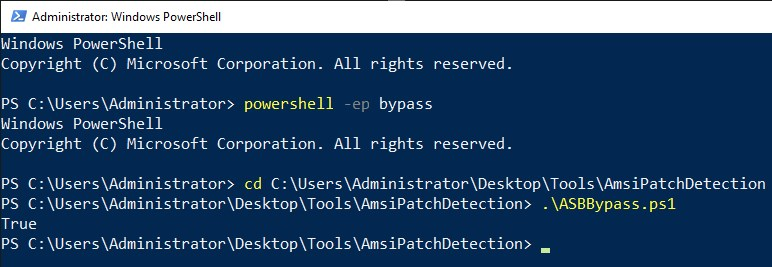 Administrator: Windows PowerShell
Windows PowerShell
Copyright (C) Microsoft Corporation. All rights reserved.
PS C:\Users\Administrator> powershell -ep bypass
Windows PowerShell
Copyright (C) Microsoft Corporation. All rights reserved.
PS C:\Users\Administrator> cd C:\Users\Administrator\Desktop\Tools\AmsiPatchDetection
PS C:\Users\Administrator\Desktop\Tools\AmsiPatchDetection> .\ASBBypass.ps1
True
PS C:\Users\Administrator\Desktop\Tools\AmsiPatchDetection>